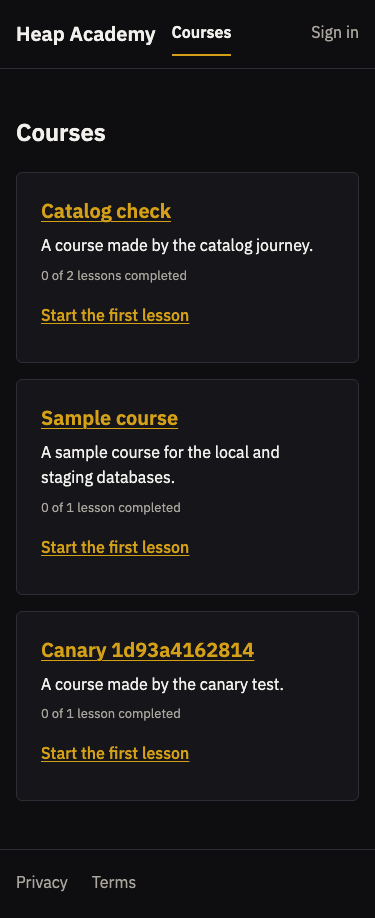 Heap Academy Courses Sign in
Courses
Catalog check
A course made by the catalog journey.
0 of 2 lessons completed
Start the first lesson
Sample course
A sample course for the local and
staging databases.
0 of 1 lesson completed
Start the first lesson
Canary 1d93a4162814
A course made by the canary test.
0 of 1 lesson completed
Start the first lesson
Privacy Terms